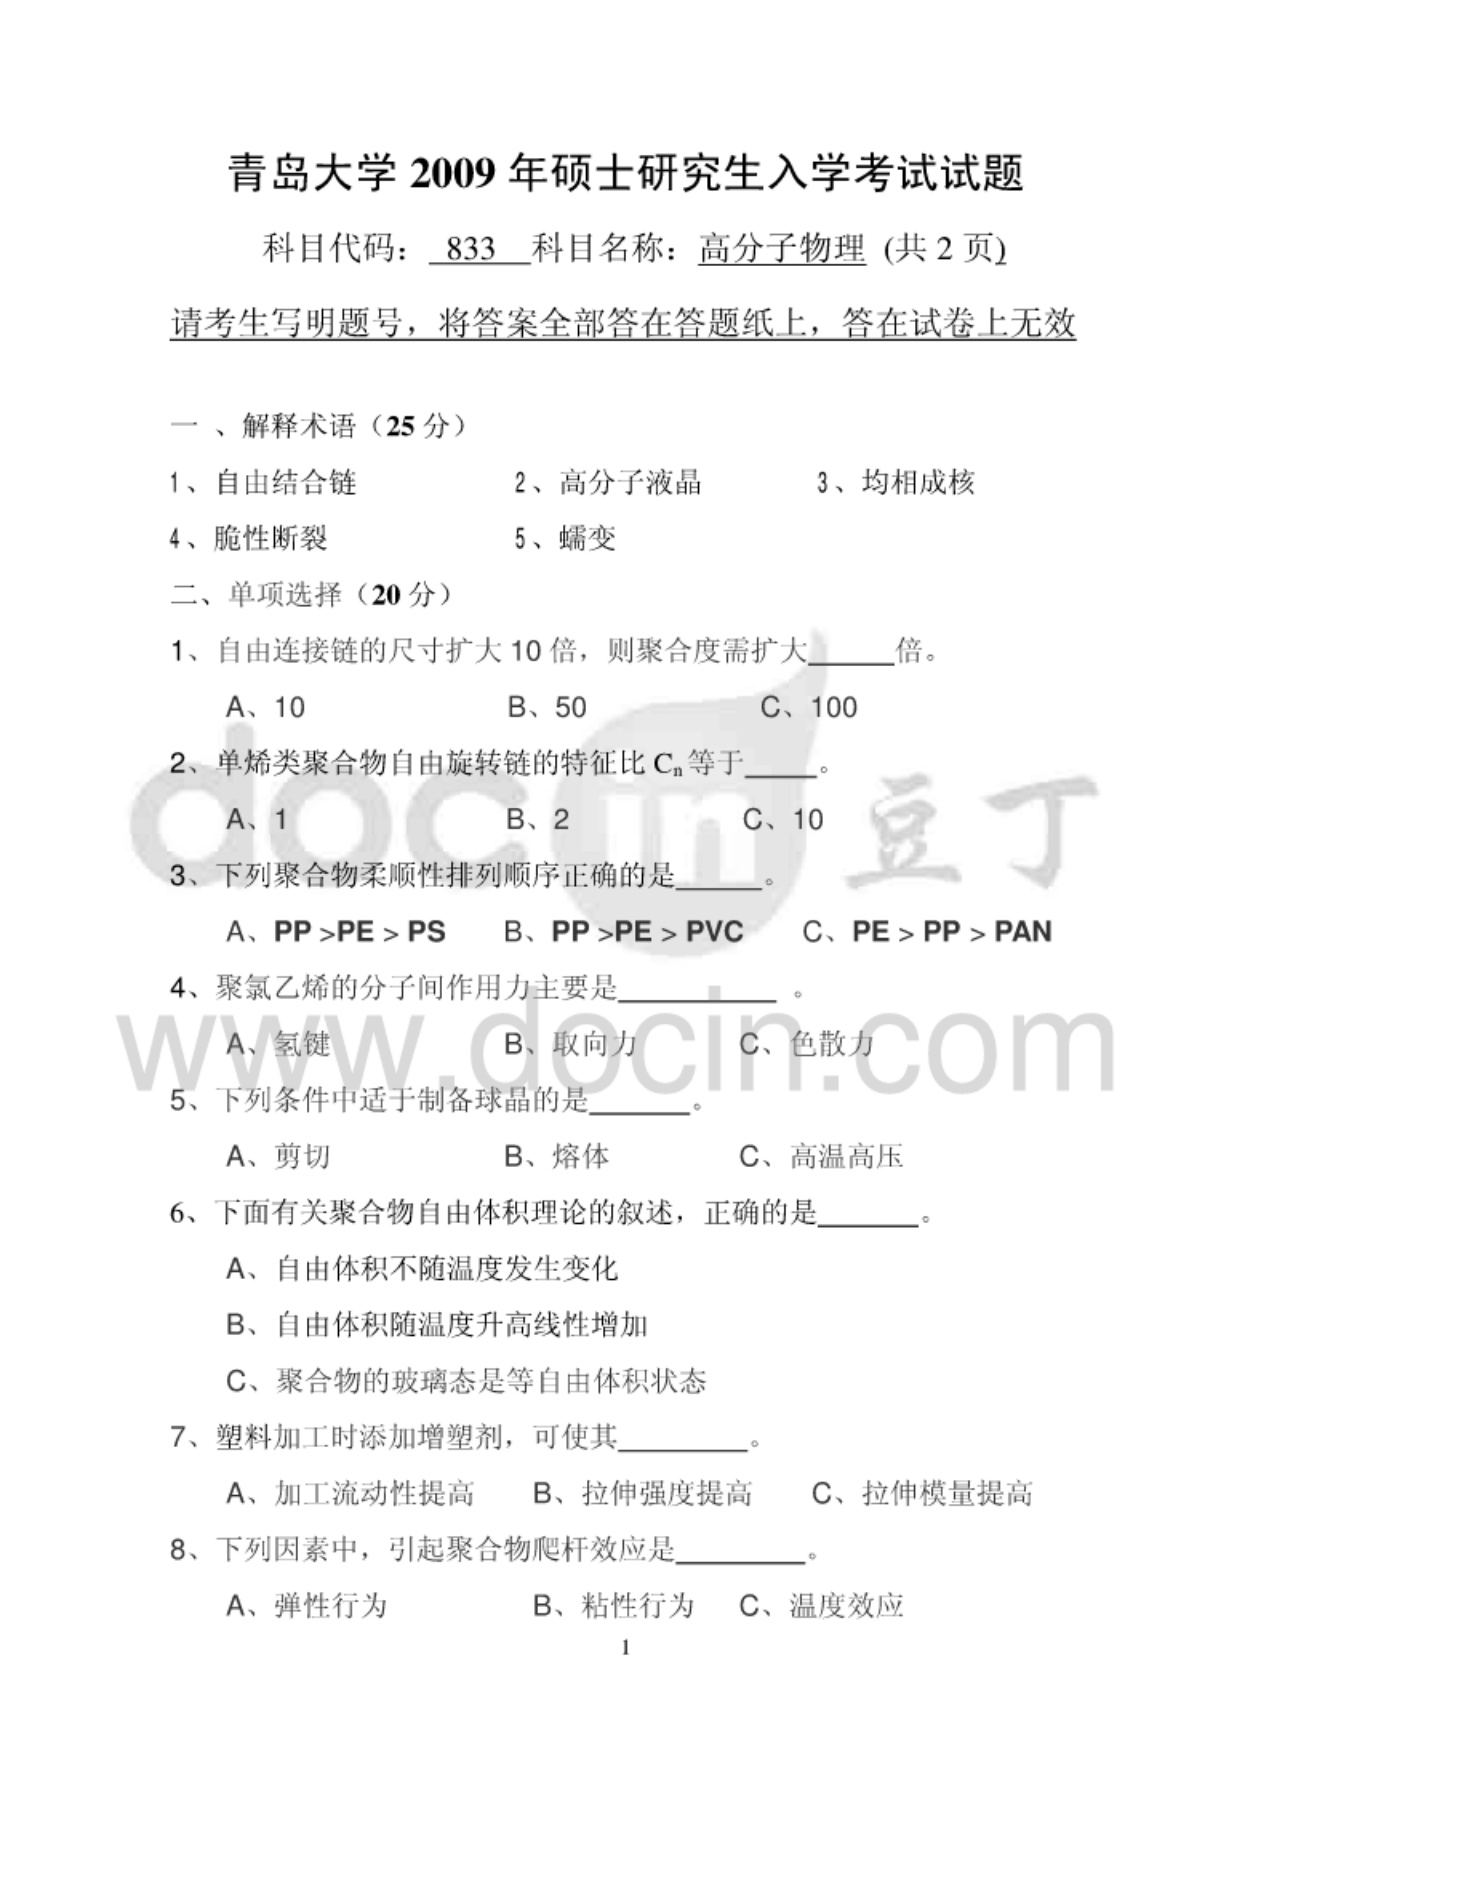 青岛大学 2009 年硕士研究生入学考试试题
科目代码： 833 科目名称：高分子物理 (共 2 页)
请考生写明题号，将答案全部答在答题纸上，答在试卷上无效
一 、解释术语（25 分）
1、自由结合链 2、高分子液晶 3、均相成核
4、脆性断裂 5、蠕变
二、单项选择（20 分）
1、自由连接链的尺寸扩大 10 倍，则聚合度需扩大______倍。
A、10 B、50 C、100
2、单烯类聚合物自由旋转链的特征比 Cn 等于_____。
A、1 B、2 C、10
3、下列聚合物柔顺性排列顺序正确的是______。
A、PP >PE > PS B、PP >PE > PVC C、PE > PP > PAN
4、聚氯乙烯的分子间作用力主要是___________ 。
A、氢键 B、取向力 C、色散力
5、下列条件中适于制备球晶的是_______。
A、剪切 B、熔体 C、高温高压
6、下面有关聚合物自由体积理论的叙述，正确的是_______。
A、自由体积不随温度发生变化
B、自由体积随温度升高线性增加
C、聚合物的玻璃态是等自由体积状态
7、塑料加工时添加增塑剂，可使其_________。
A、加工流动性提高 B、拉伸强度提高 C、拉伸模量提高
8、下列因素中，引起聚合物爬杆效应是_________。
A、弹性行为 B、粘性行为 C、温度效应
1
docin 豆丁
www.docin.com